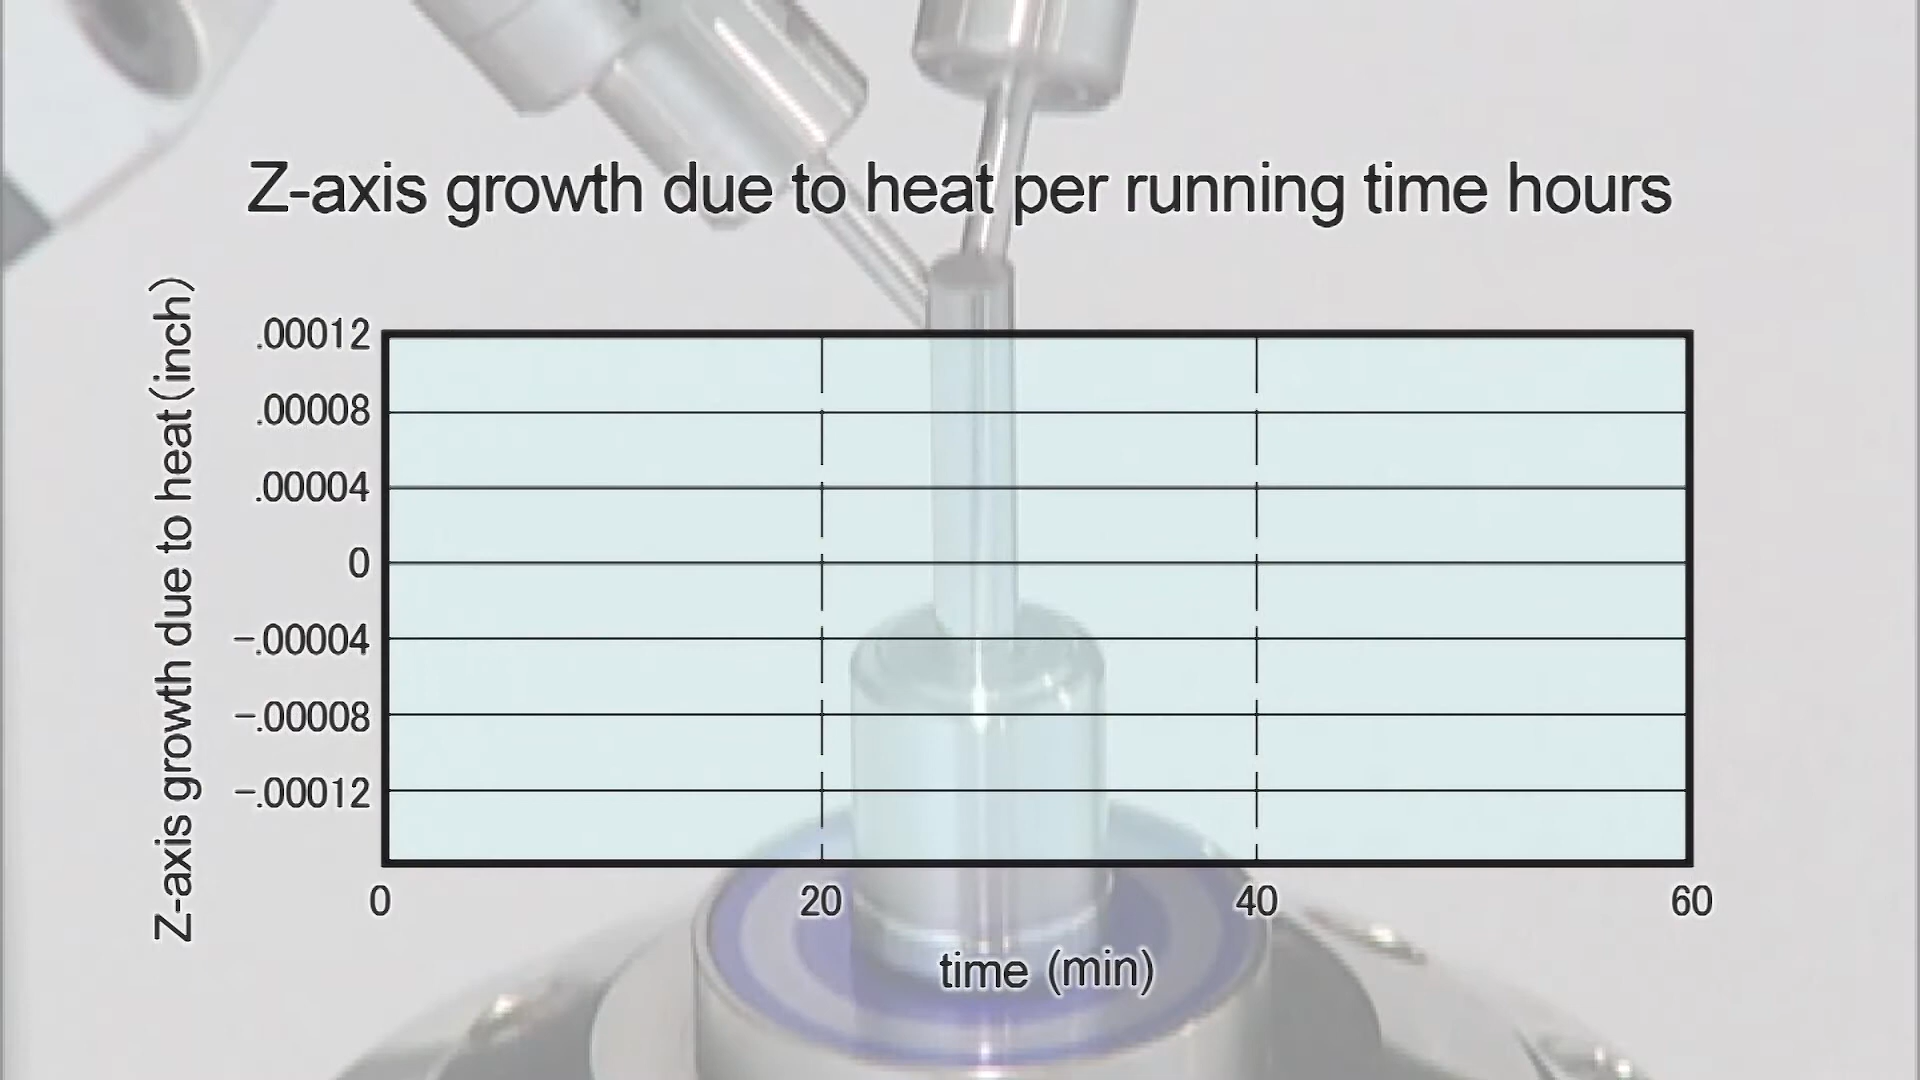 Z-axis growth due to heat per running time hours
Z-axis growth due to heat(inch)
.00012
.00008
.00004
0
-.00004
-.00008
-.00012
0 20 40 60
time (min)